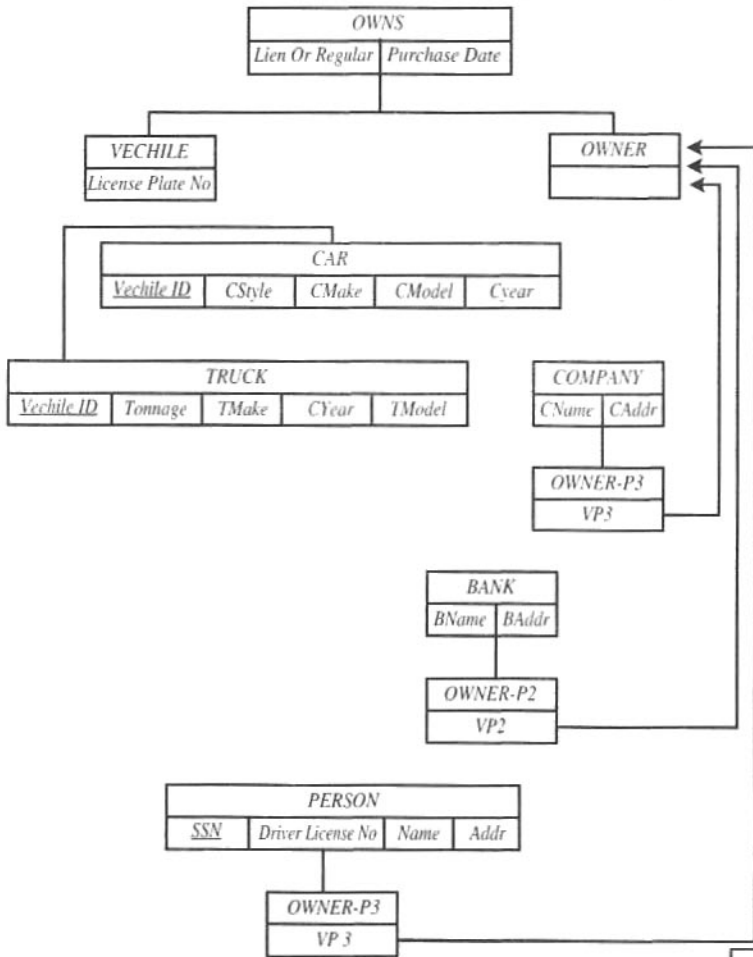 OWNS
Lien Or Regular Purchase Date
VECHILE
License Plate No
OWNER
CAR
Vechile ID CStyle CMake CModel Cyear
TRUCK
Vechile ID Tonnage TMake CYear TModel
COMPANY
CName CAddr
OWNER-P3
VP3
BANK
BName BAddr
OWNER-P2
VP2
PERSON
SSN Driver License No Name Addr
OWNER-P3
VP 3